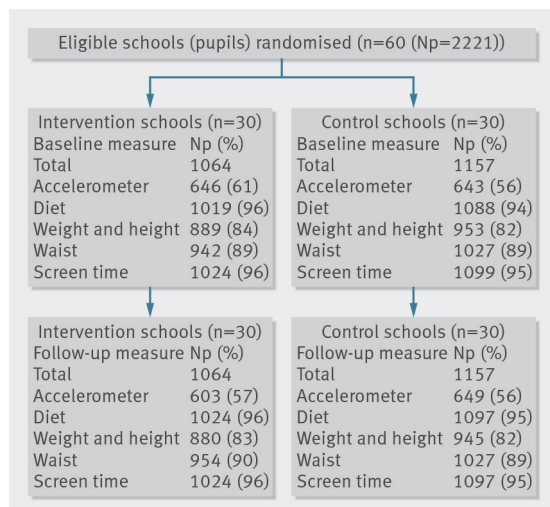 Eligible schools (pupils) randomised (n=60 (Np=2221))
Intervention schools (n=30)
Baseline measure Np (%)
Total 1064
Accelerometer 646 (61)
Diet 1019 (96)
Weight and height 889 (84)
Waist 942 (89)
Screen time 1024 (96)
Control schools (n=30)
Baseline measure Np (%)
Total 1157
Accelerometer 643 (56)
Diet 1088 (94)
Weight and height 953 (82)
Waist 1027 (89)
Screen time 1099 (95)
Intervention schools (n=30)
Follow-up measure Np (%)
Total 1064
Accelerometer 603 (57)
Diet 1024 (96)
Weight and height 880 (83)
Waist 954 (90)
Screen time 1024 (96)
Control schools (n=30)
Follow-up measure Np (%)
Total 1157
Accelerometer 649 (56)
Diet 1097 (95)
Weight and height 945 (82)
Waist 1027 (89)
Screen time 1097 (95)